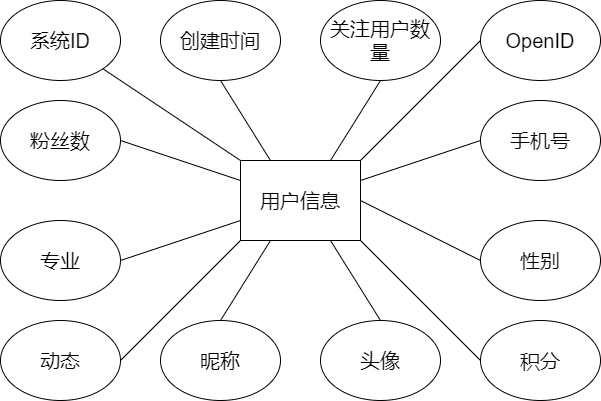 系统ID
创建时间
关注用户数
量
OpenID
粉丝数
手机号
用户信息
专业
性别
动态
昵称
头像
积分